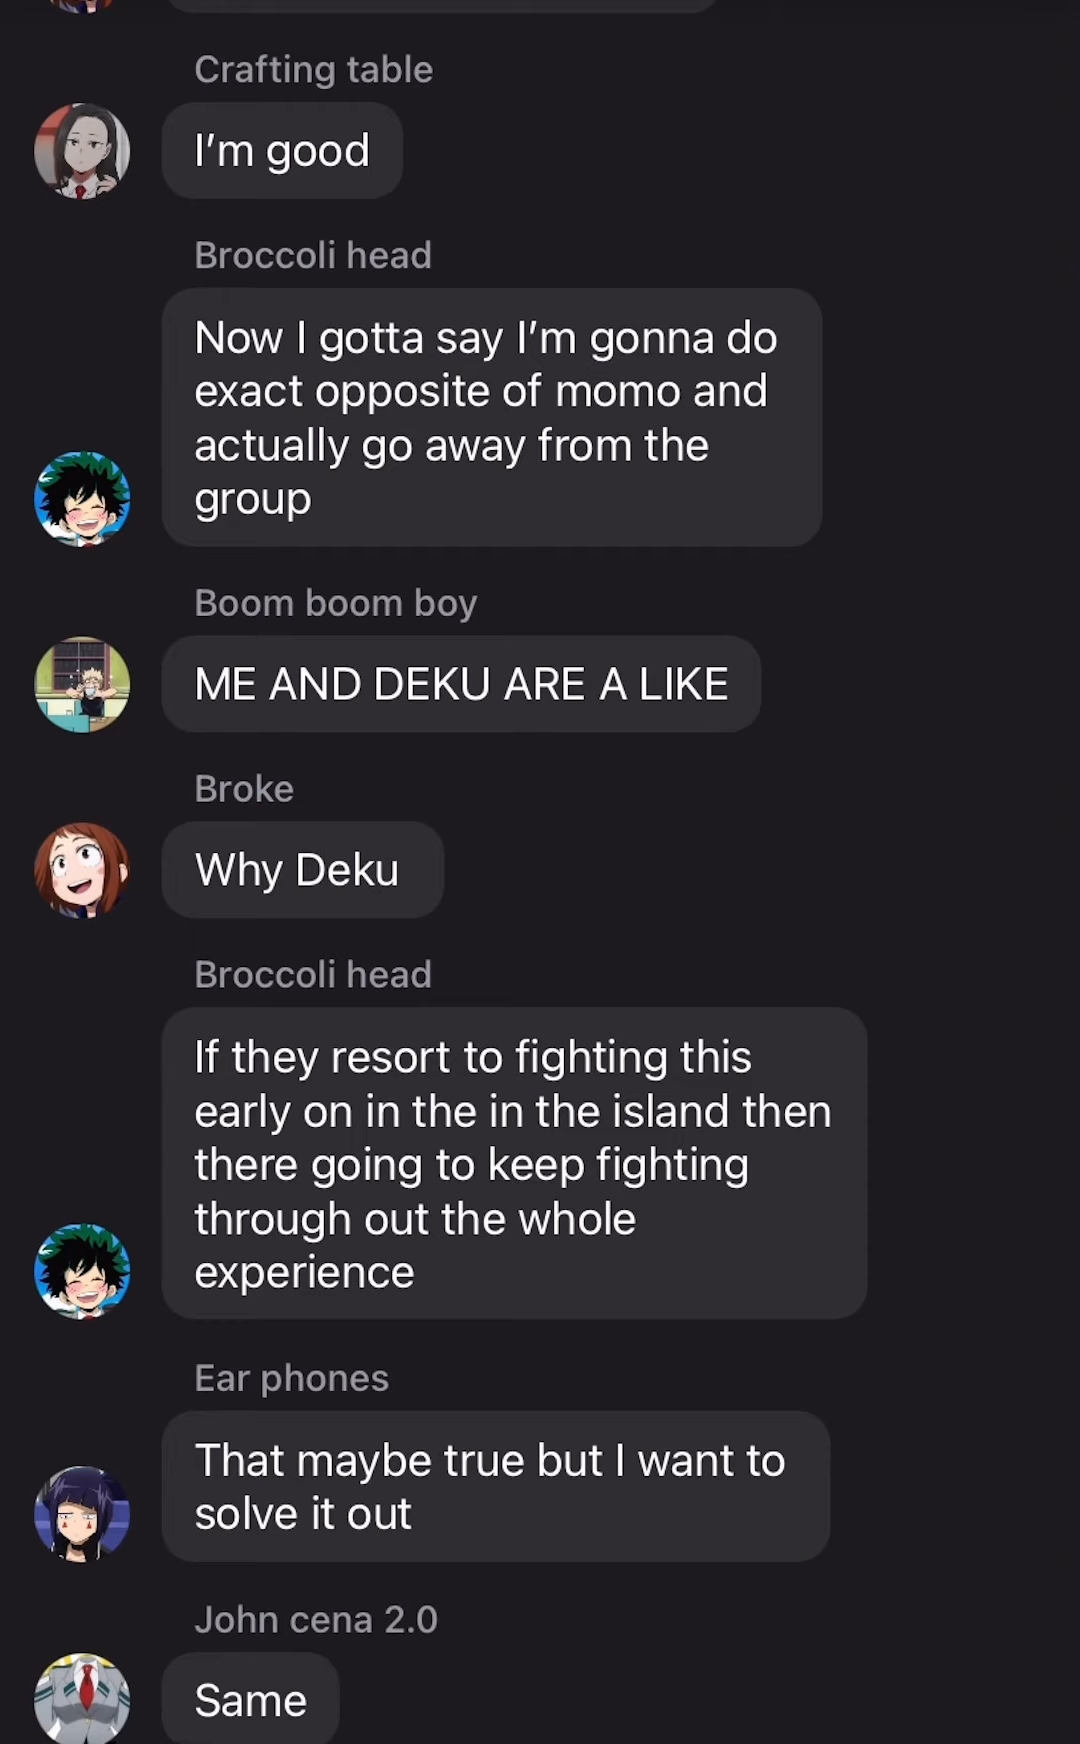 Crafting table
I'm good
Broccoli head
Now I gotta say I'm gonna do
exact opposite of momo and
actually go away from the
group
Boom boom boy
ME AND DEKU ARE A LIKE
Broke
Why Deku
Broccoli head
If they resort to fighting this
early on in the in the island then
there going to keep fighting
through out the whole
experience
Ear phones
That maybe true but I want to
solve it out
John cena 2.0
Same